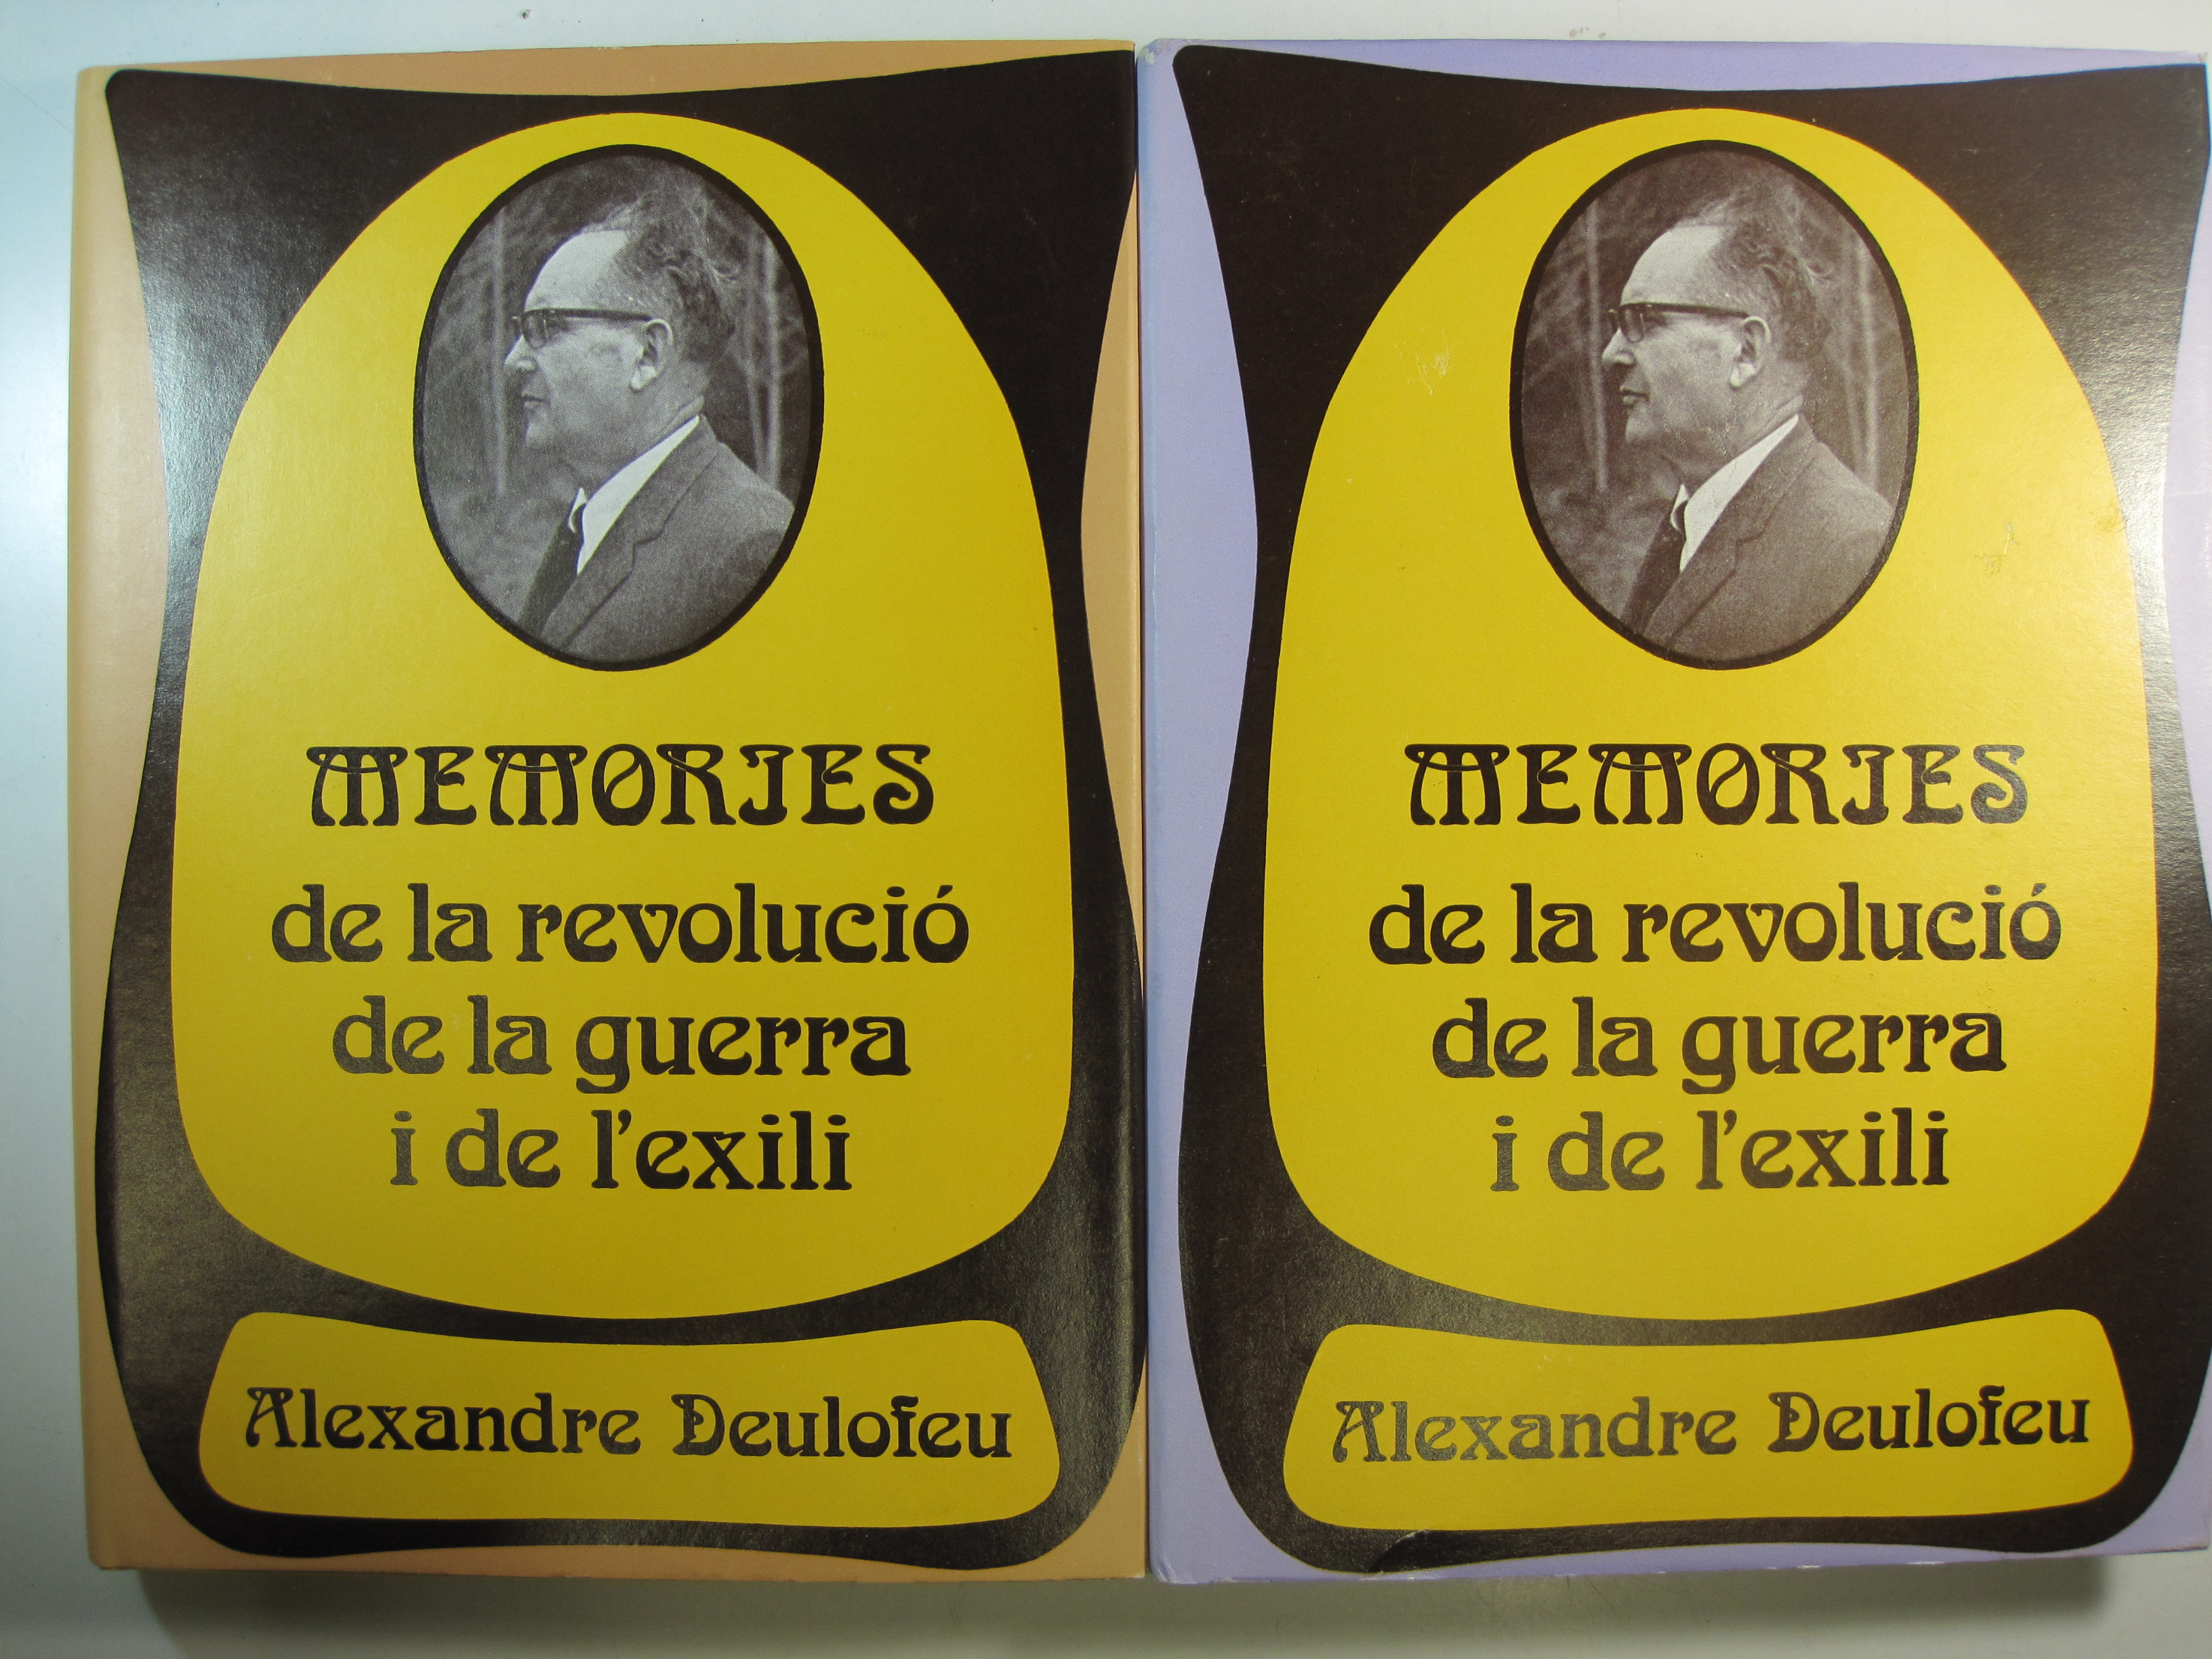 MEMORIES
de la revolució
de la guerra
i de l'exili
Alexandre Deulofeu
MEMORIES
de la revolució
de la guerra
i de l'exili
Alexandre Deulofeu